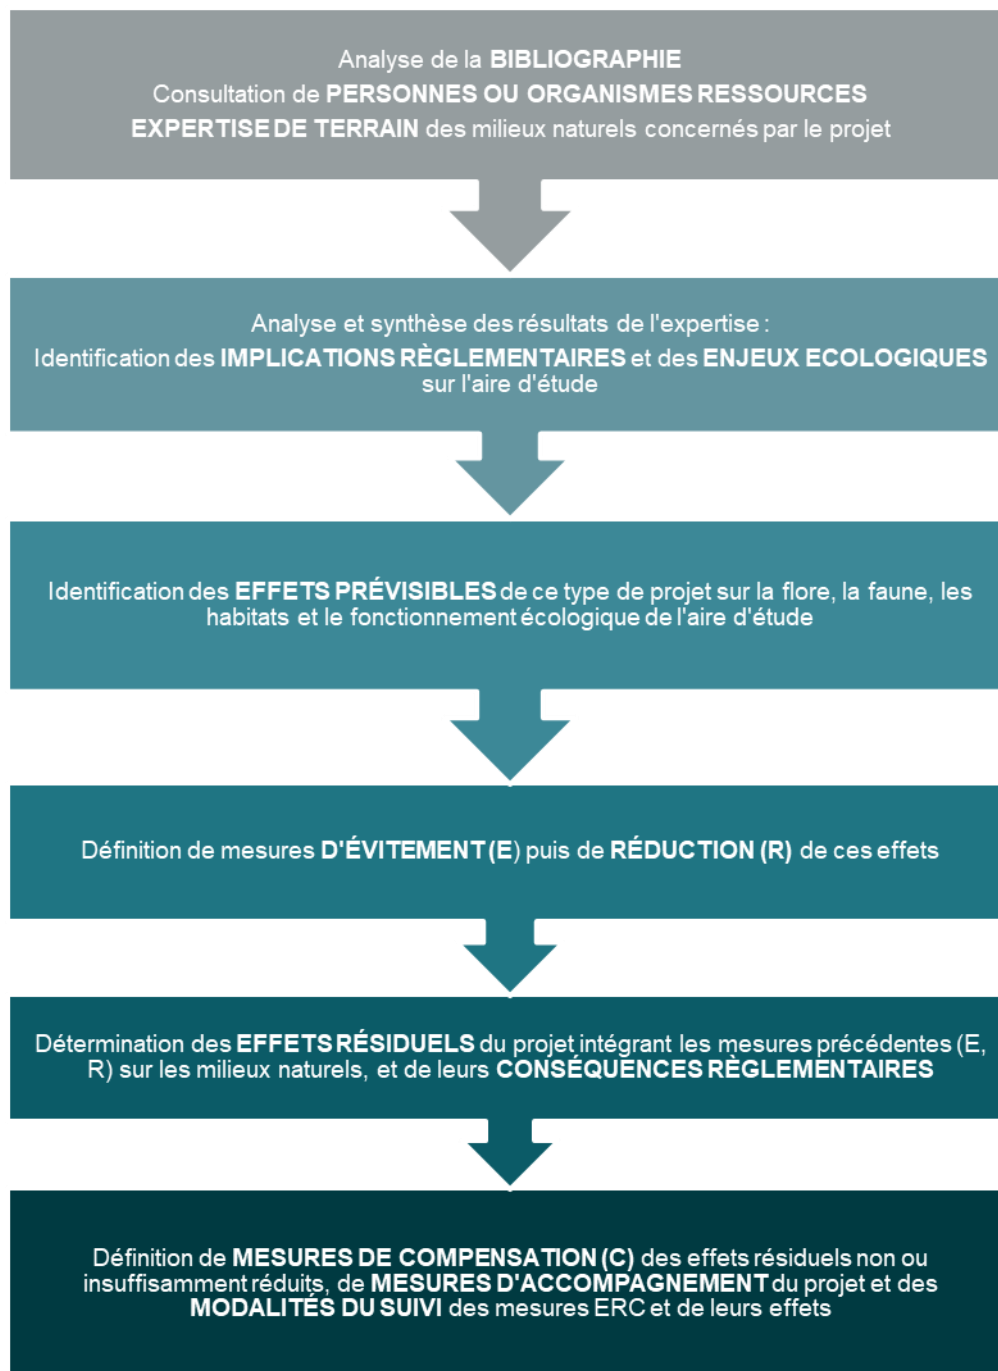 Analyse de la BIBLIOGRAPHIE
Consultation de PERSONNES OU ORGANISMES RESSOURCES
EXPERTISE DE TERRAIN des milieux naturels concernés par le projet
Analyse et synthèse des résultats de l'expertise :
Identification des IMPLICATIONS RÈGLEMENTAIRES et des ENJEUX ECOLOGIQUES
sur l'aire d'étude
Identification des EFFETS PRÉVISIBLES de ce type de projet sur la flore, la faune, les
habitats et le fonctionnement écologique de l'aire d'étude
Définition de mesures D'ÉVITEMENT (E) puis de RÉDUCTION (R) de ces effets
Détermination des EFFETS RÉSIDUELS du projet intégrant les mesures précédentes (E,
R) sur les milieux naturels, et de leurs CONSÉQUENCES RÈGLEMENTAIRES
Définition de MESURES DE COMPENSATION (C) des effets résiduels non ou
insuffisamment réduits, de MESURES D'ACCOMPAGNEMENT du projet et des
MODALITÉS DU SUIVI des mesures ERC et de leurs effets